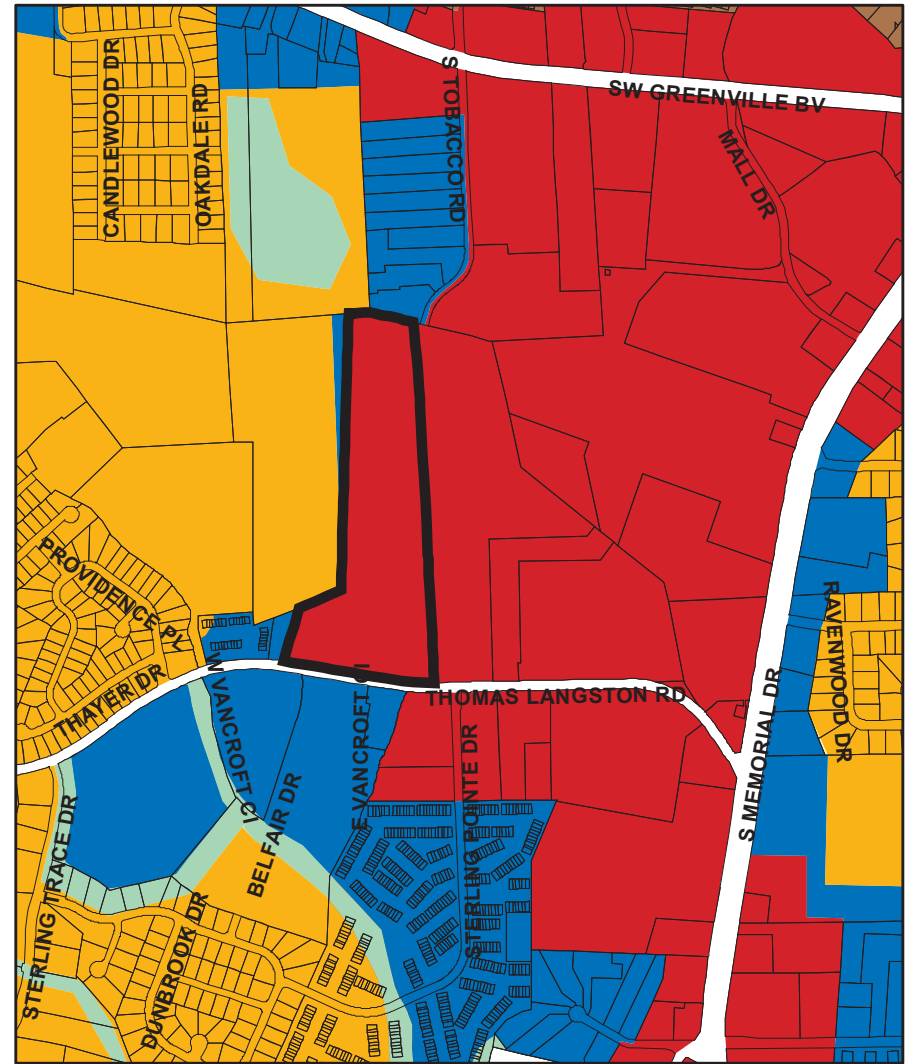 CANDLEWOOD DR
OAKDALE RD
S TOBACCO RD
SW GREENVILLE BV
MALL DR
PROVIDENCE PL
THAYER DR
W VANCROFT CI
E VANCROFT CI
THOMAS LANGSTON RD
RAVENWOOD DR
S MEMORIAL DR
STERLING POINTE DR
BELFAIR DR
STERLING TRACE DR
DUNBROOK DR